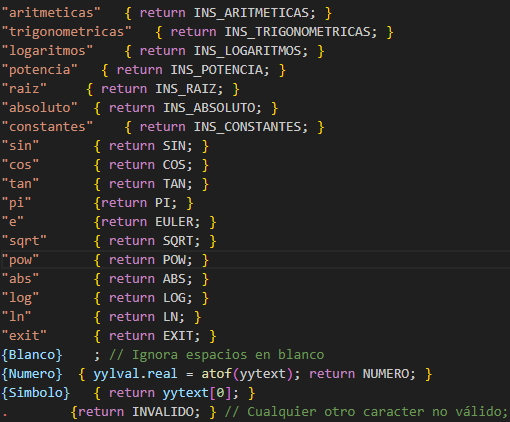 "aritmeticas" { return INS_ARITMETICAS; }
"trigonometricas" { return INS_TRIGONOMETRICAS; }
"logaritmos" { return INS_LOGARITMOS; }
"potencia" { return INS_POTENCIA; }
"raiz" { return INS_RAIZ; }
"absoluto" { return INS_ABSOLUTO; }
"constantes" { return INS_CONSTANTES; }
"sin" { return SIN; }
"cos" { return COS; }
"tan" { return TAN; }
"pi" {return PI; }
"e" {return EULER; }
"sqrt" { return SQRT; }
"pow" { return POW; }
"abs" { return ABS; }
"log" { return LOG; }
"ln" { return LN; }
"exit" { return EXIT; }
{Blanco} ; // Ignora espacios en blanco
{Numero} { yylval.real = atof(yytext); return NUMERO; }
{Simbolo} { return yytext[0]; }
. {return INVALIDO; } // Cualquier otro caracter no válido;